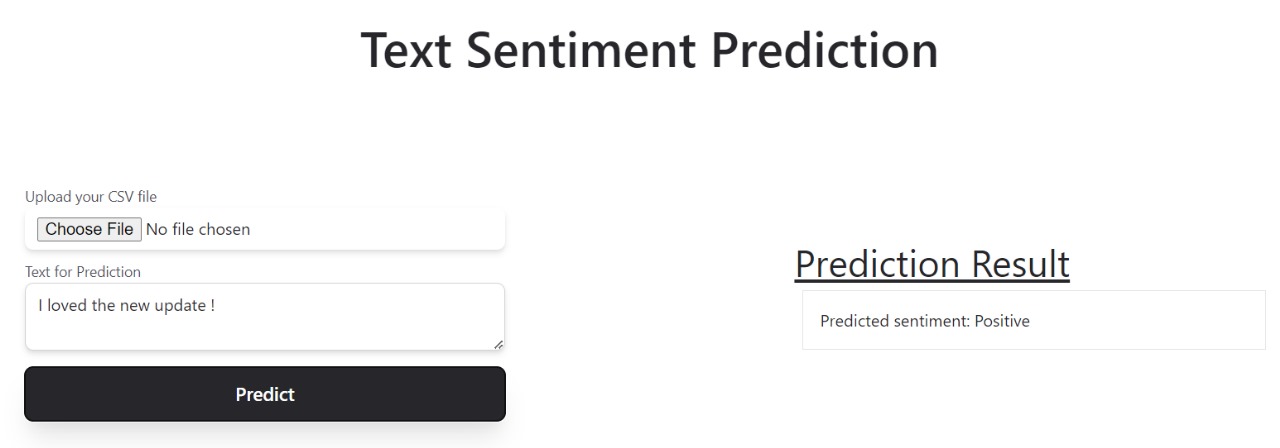 Text Sentiment Prediction
Upload your CSV file
Choose File No file chosen
Text for Prediction
I loved the new update !
Predict
Prediction Result
Predicted sentiment: Positive